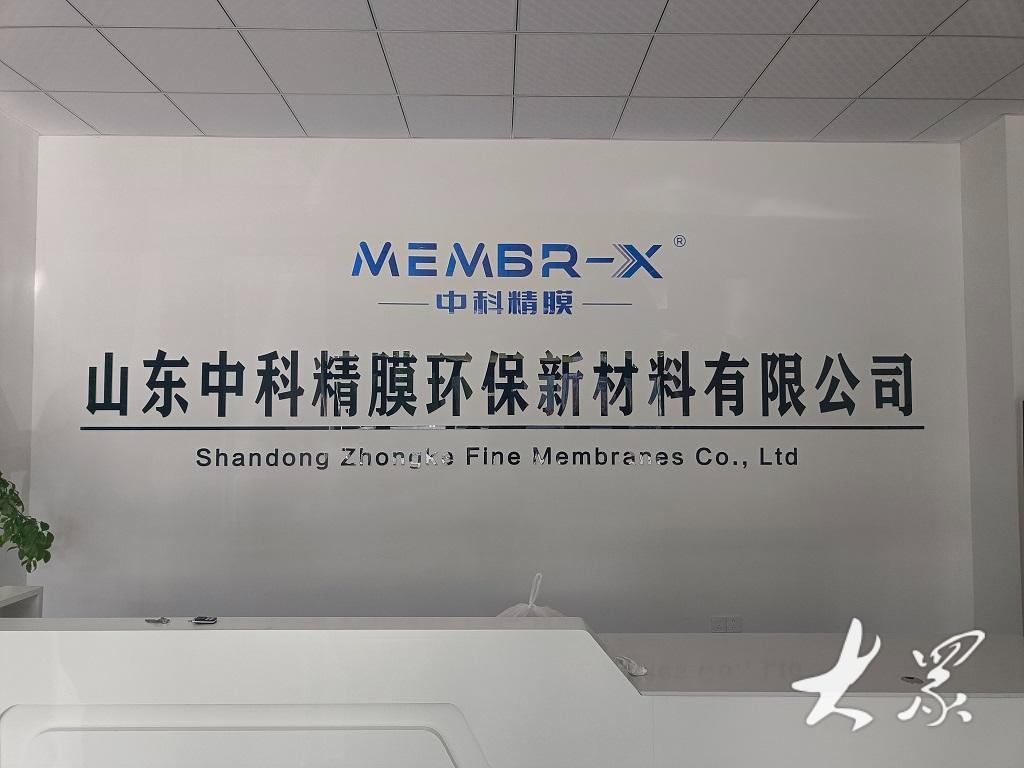 MEMBR-X®
中科精膜
山东中科精膜环保新材料有限公司
Shandong Zhongke Fine Membranes Co., Ltd
大众